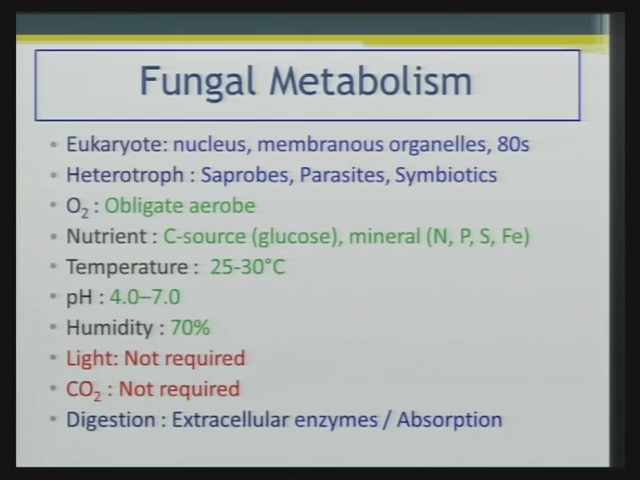 Fungal Metabolism
• Eukaryote: nucleus, membranous organelles, 80s
• Heterotroph : Saprobes, Parasites, Symbiotics
• O₂ : Obligate aerobe
• Nutrient : C-source (glucose), mineral (N, P, S, Fe)
• Temperature : 25-30°C
• pH : 4.0–7.0
• Humidity : 70%
• Light: Not required
• CO₂ : Not required
• Digestion : Extracellular enzymes / Absorption